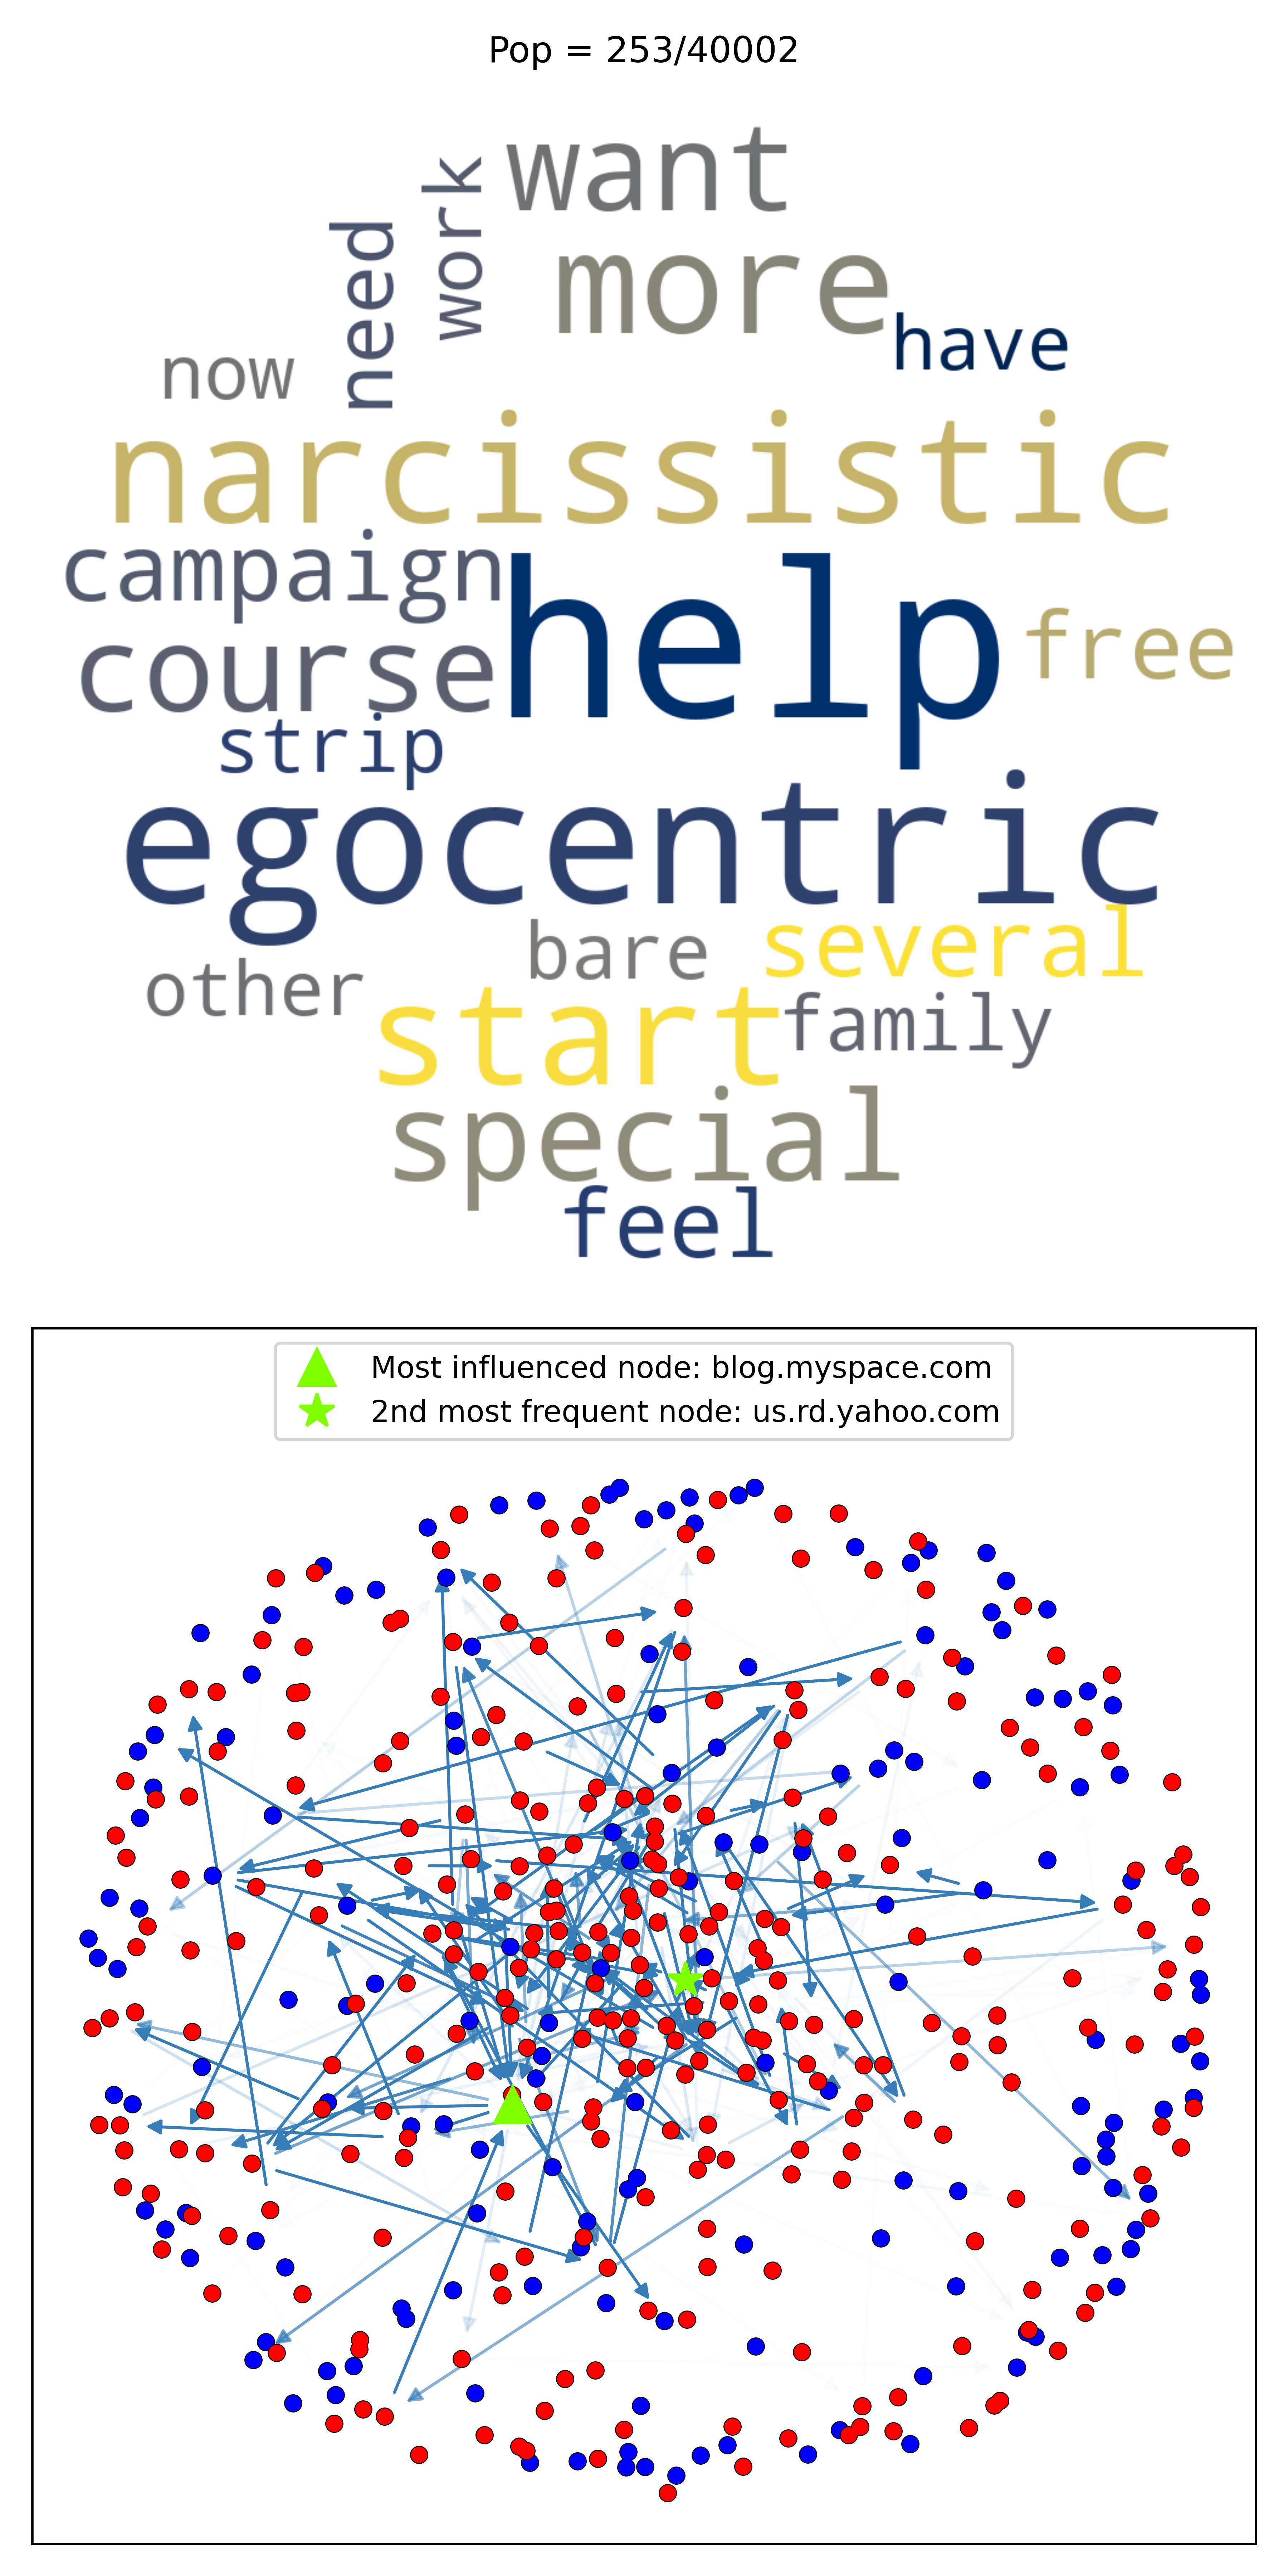 Pop = 253/40002
want
work
need
more
have
now
narcissistic
campaign
help
free
course
strip
egocentric
several
bare
other
start
family
special
feel
Most influenced node: blog.myspace.com
2nd most frequent node: us.rd.yahoo.com